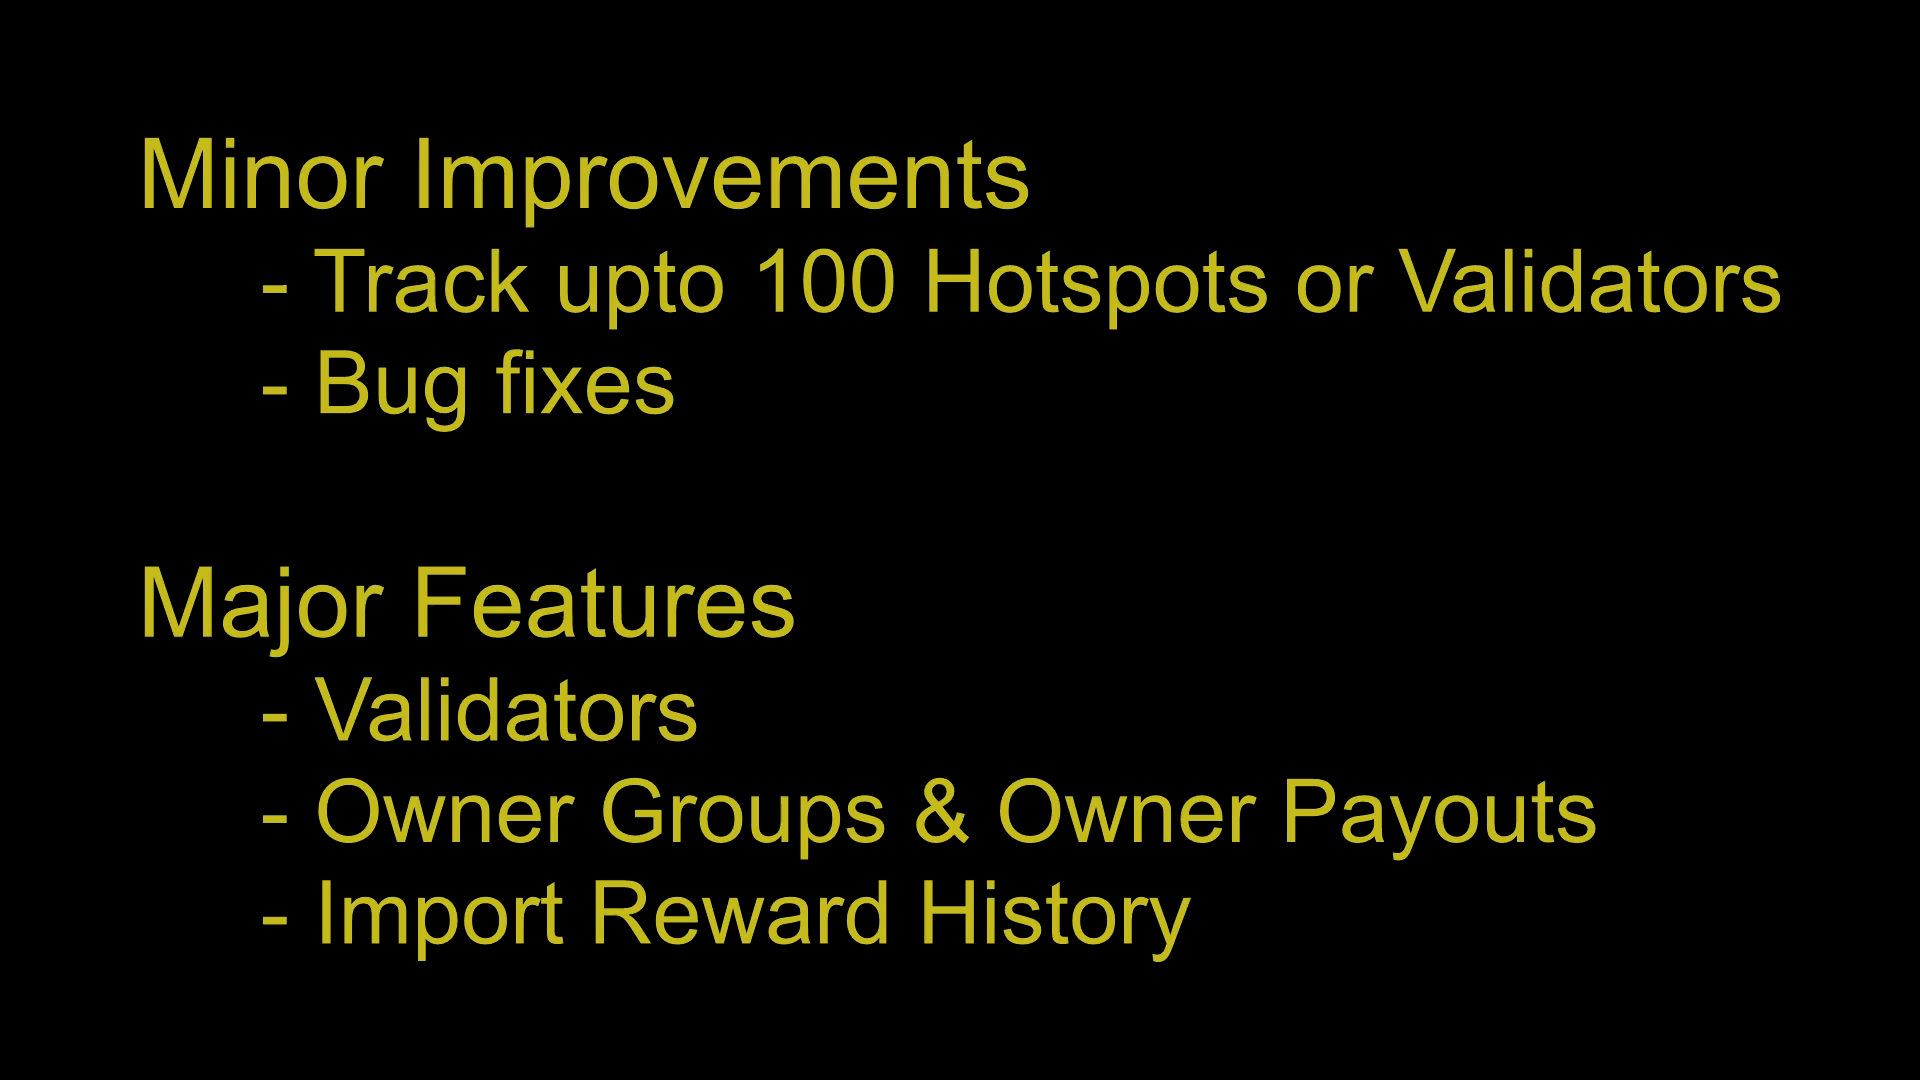 Minor Improvements
- Track upto 100 Hotspots or Validators
- Bug fixes
Major Features
- Validators
- Owner Groups & Owner Payouts
- Import Reward History